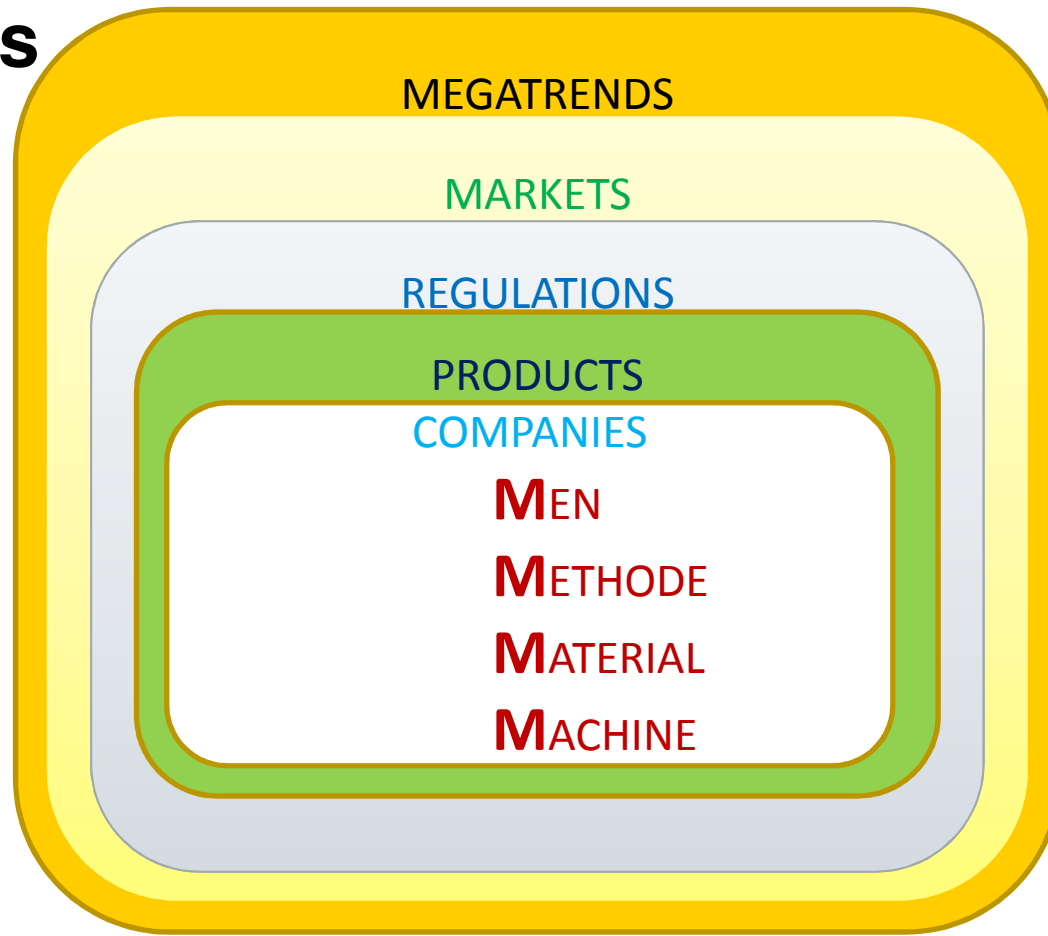 s
MEGATRENDS
MARKETS
REGULATIONS
PRODUCTS
COMPANIES
MEN
METHODE
MATERIAL
MACHINE